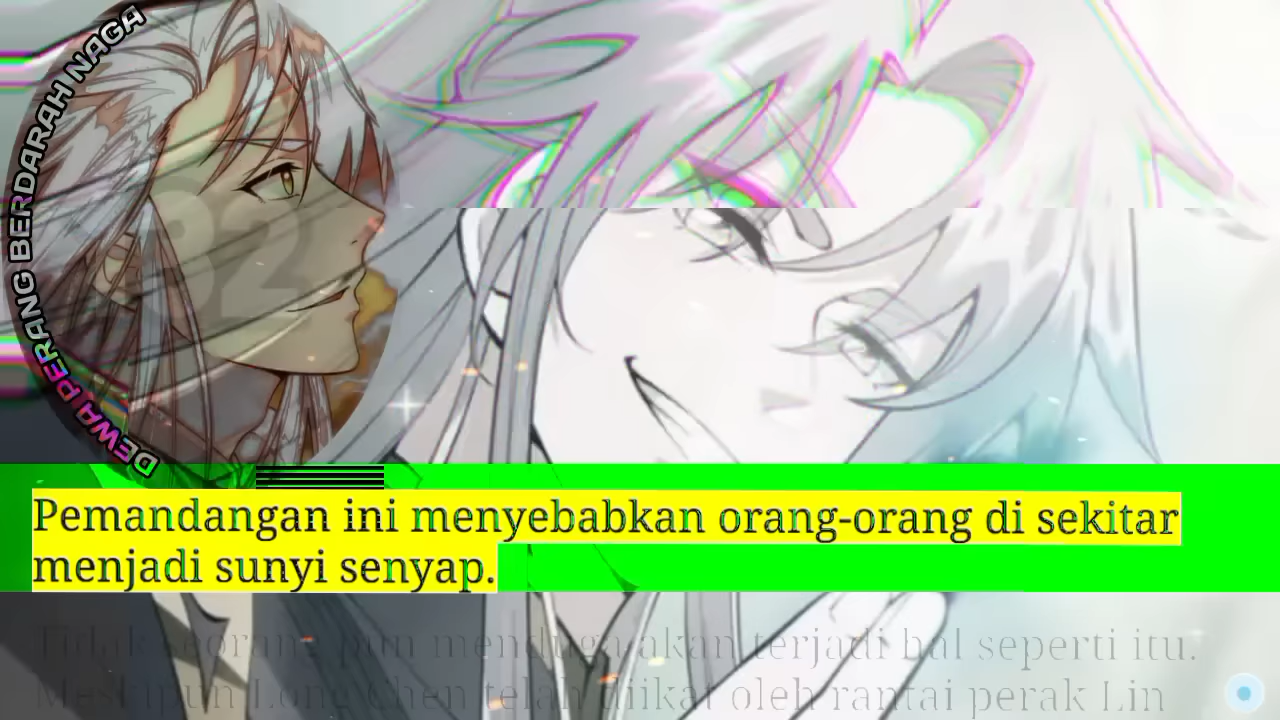 DEWA PERANG BERDARAH NAGA
82
Pemandangan ini menyebabkan orang-orang di sekitar
menjadi sunyi senyap.
Tidak seorang pun menduga akan terjadi hal seperti itu.
Meskipun Long Chen telah diikat oleh rantai perak Lin